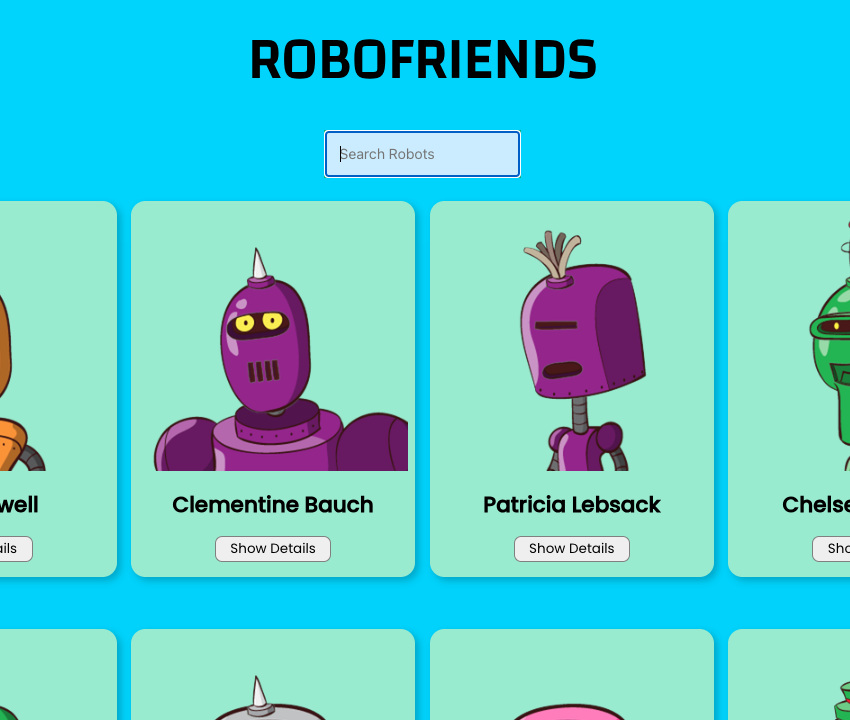 ROBOFRIENDS
Search Robots
well
Clementine Bauch
Patricia Lebsack
Chelse
ails
Show Details
Show Details
Sho